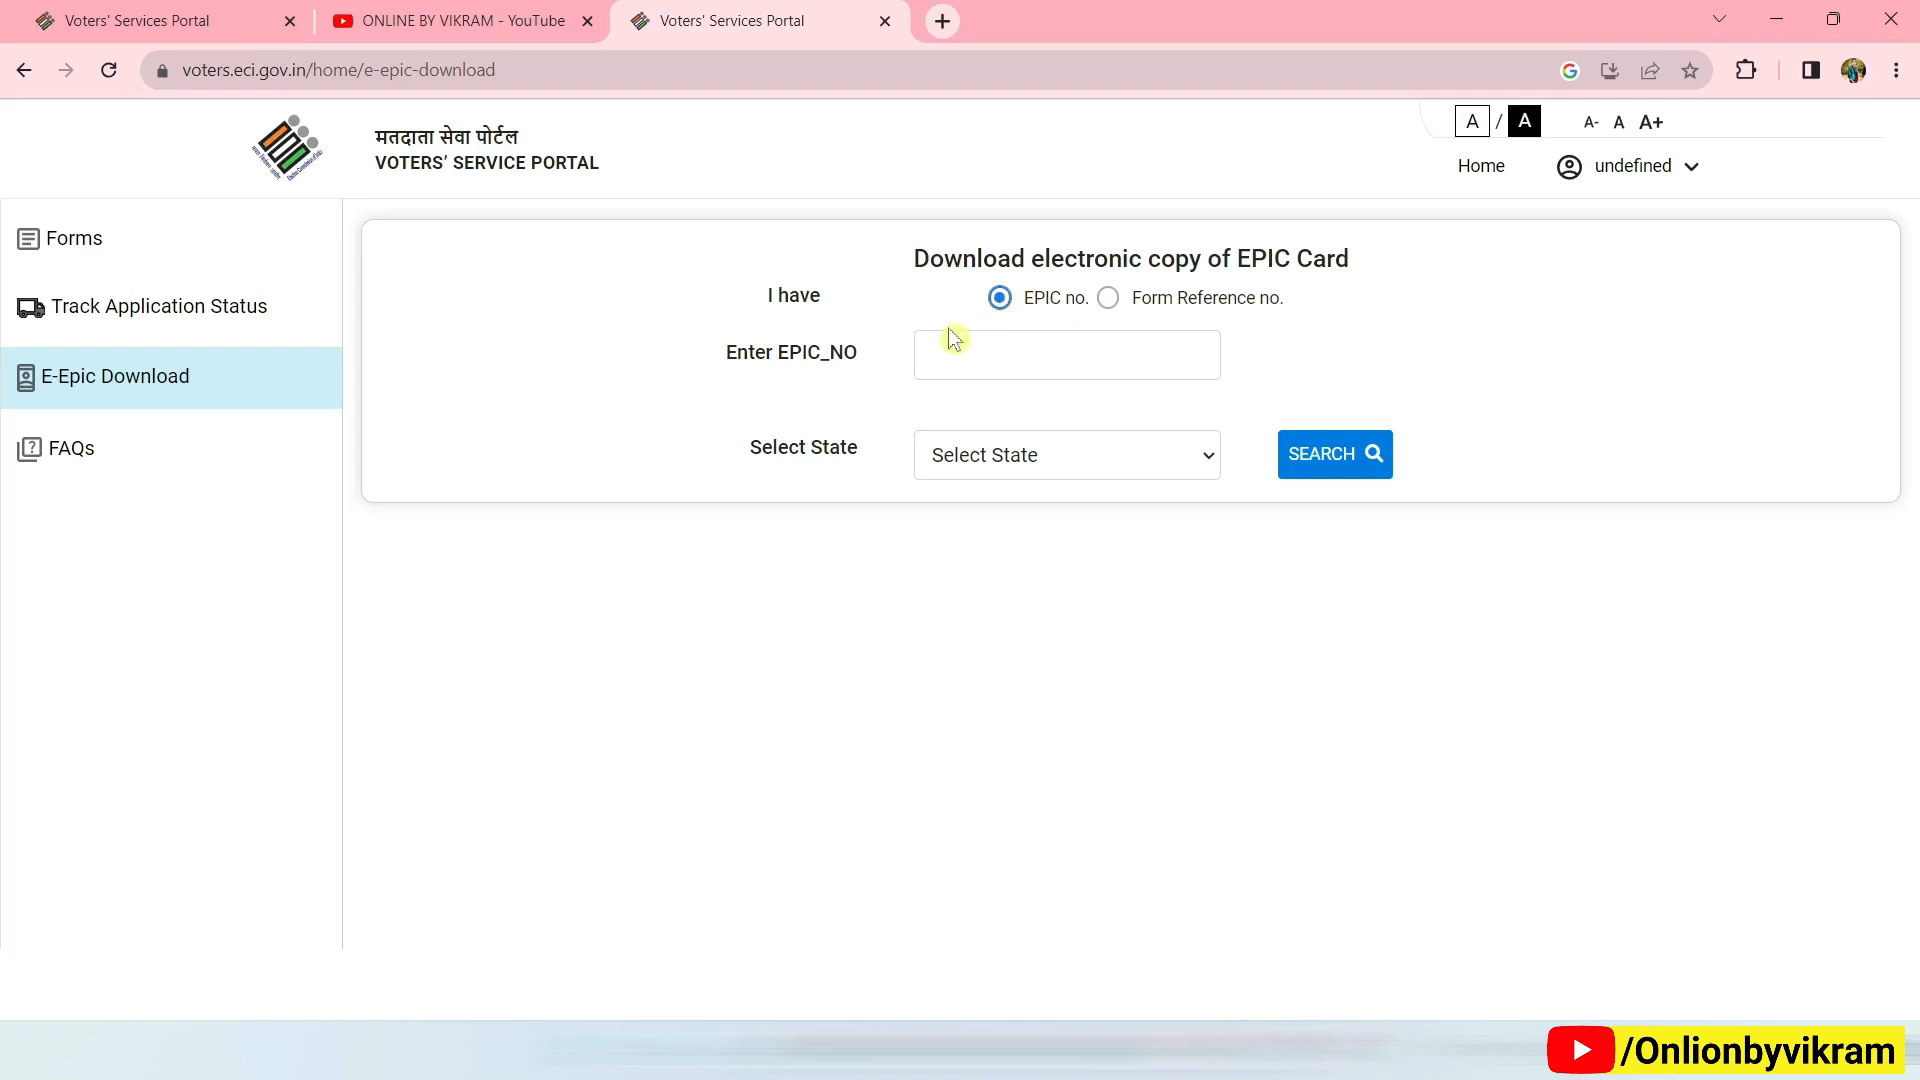 Voters' Services Portal
ONLINE BY VIKRAM - YouTube
Voters' Services Portal
voters.eci.gov.in/home/e-epic-download
मतदाता सेवा पोर्टल
VOTERS' SERVICE PORTAL
A / A A- A A+
Home
undefined
Forms
Track Application Status
E-Epic Download
FAQs
Download electronic copy of EPIC Card
I have
EPIC no.
Form Reference no.
Enter EPIC_NO
Select State
Select State
SEARCH
/Onlionbyvikram